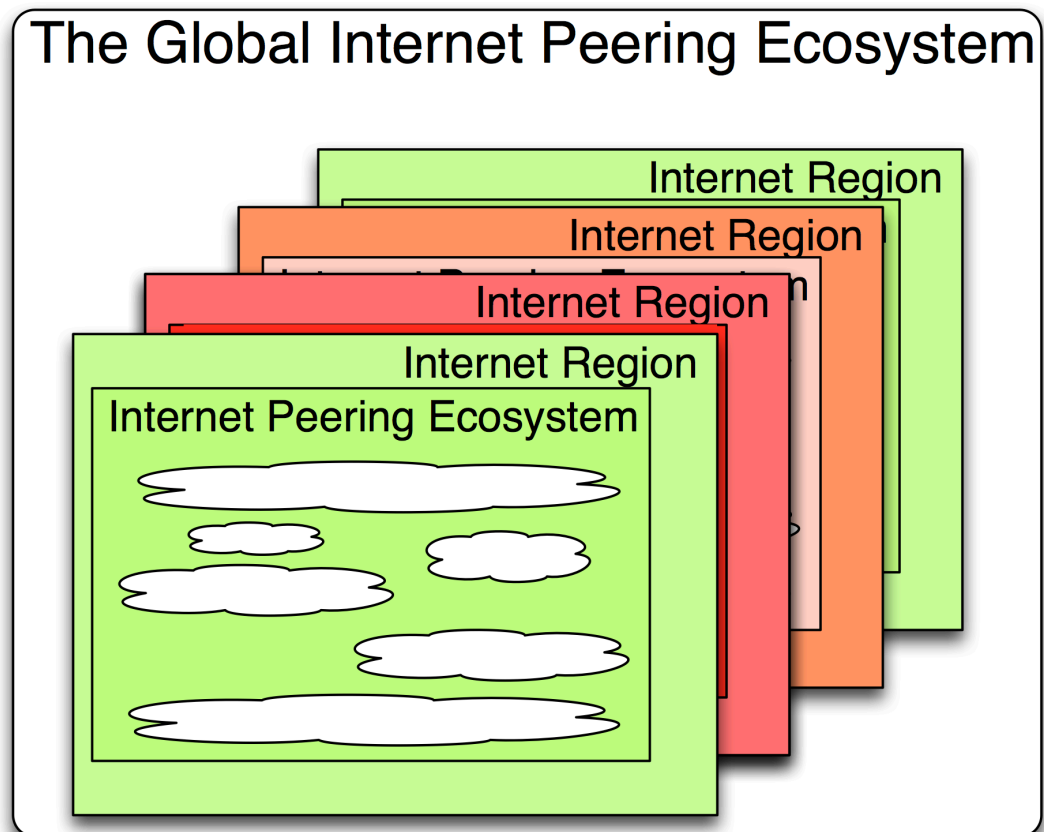 The Global Internet Peering Ecosystem
Internet Region
Internet Region
Internet Region
Internet Region
Internet Peering Ecosystem